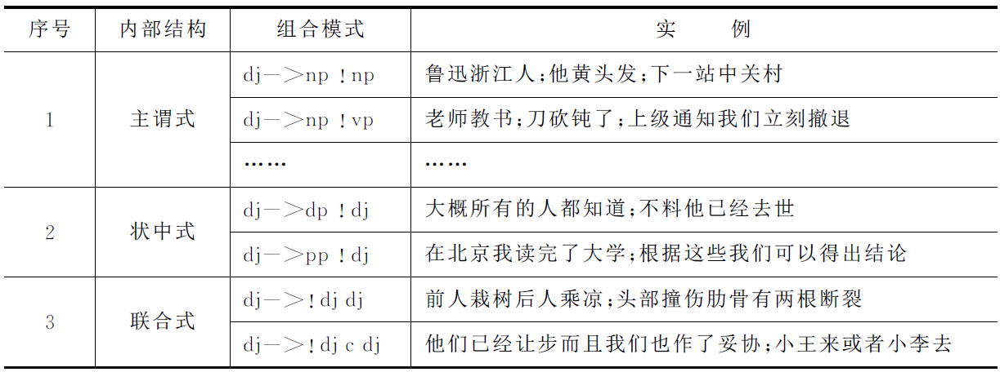 序号 内部结构 组合模式 实 例
dj—>np !np 鲁迅浙江人;他黄头发;下一站中关村
1 主谓式 dj—>np !vp 老师教书;刀砍钝了;上级通知我们立刻撤退
…… ……
dj—>dp !dj 大概所有的人都知道;不料他已经去世
2 状中式
dj—>pp !dj 在北京我读完了大学;根据这些我们可以得出结论
dj—>!dj dj 前人栽树后人乘凉;头部撞伤肋骨有两根断裂
3 联合式
dj—>!dj c dj 他们已经让步而且我们也作了妥协;小王来或者小李去